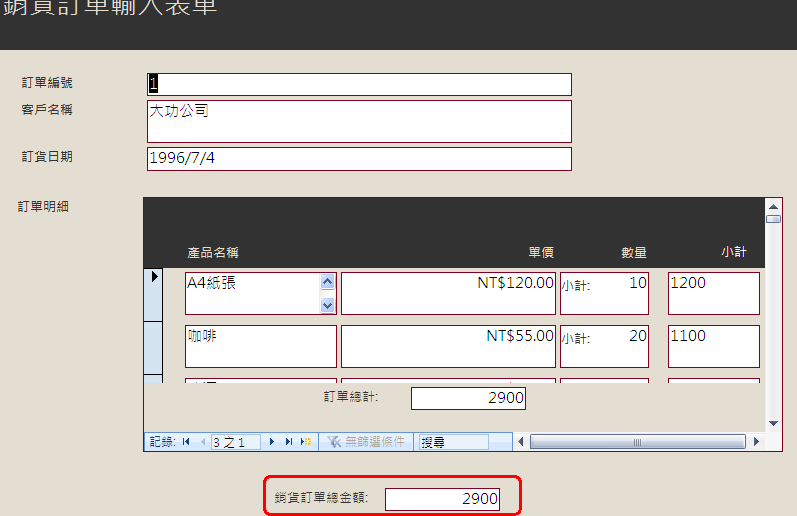 銷貨訂單輸入表單
訂單編號 1
客戶名稱 大功公司
訂貨日期 1996/7/4
訂單明細
產品名稱 單價 數量 小計
A4紙張 NT$120.00 小計: 10 1200
咖啡 NT$55.00 小計: 20 1100
訂單總計: 2900
記錄: 3 之 1 無篩選條件 搜尋
銷貨訂單總金額: 2900